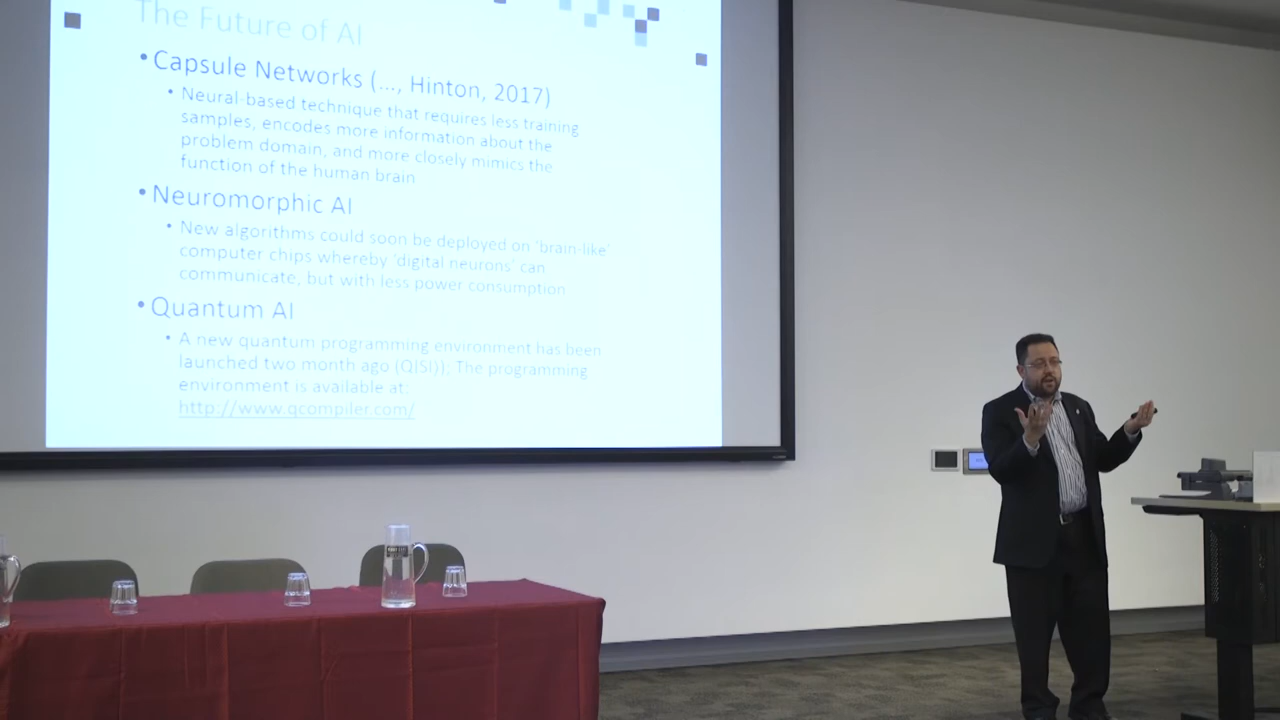 The Future of AI
•Capsule Networks (..., Hinton, 2017)
• Neural-based technique that requires less training
samples, encodes more information about the
problem domain, and more closely mimics the
function of the human brain
•Neuromorphic AI
• New algorithms could soon be deployed on 'brain-like'
computer chips whereby 'digital neurons' can
communicate, but with less power consumption
•Quantum AI
• A new quantum programming environment has been
launched two month ago (Q|SI⟩). The programming
environment is available at:
http://www.qcompiler.com/